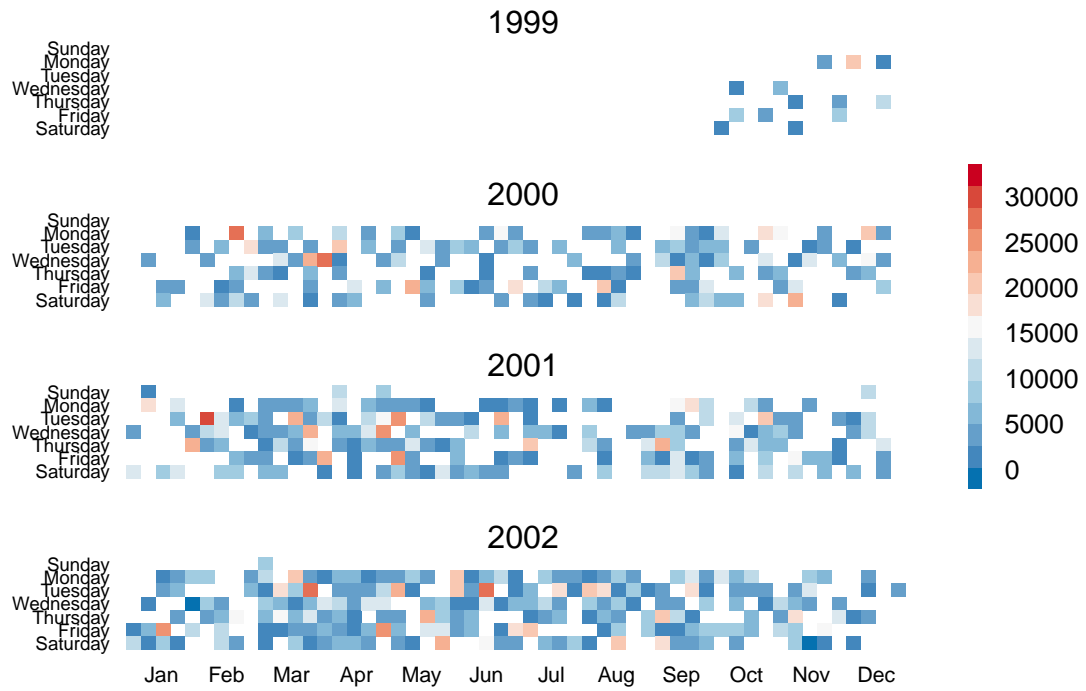 1999
Sunday
Monday
Tuesday
Wednesday
Thursday
Friday
Saturday
2000
Sunday
Monday
Tuesday
Wednesday
Thursday
Friday
Saturday
30000
25000
20000
15000
10000
5000
0
2001
Sunday
Monday
Tuesday
Wednesday
Thursday
Friday
Saturday
2002
Sunday
Monday
Tuesday
Wednesday
Thursday
Friday
Saturday
Jan Feb Mar Apr May Jun Jul Aug Sep Oct Nov Dec